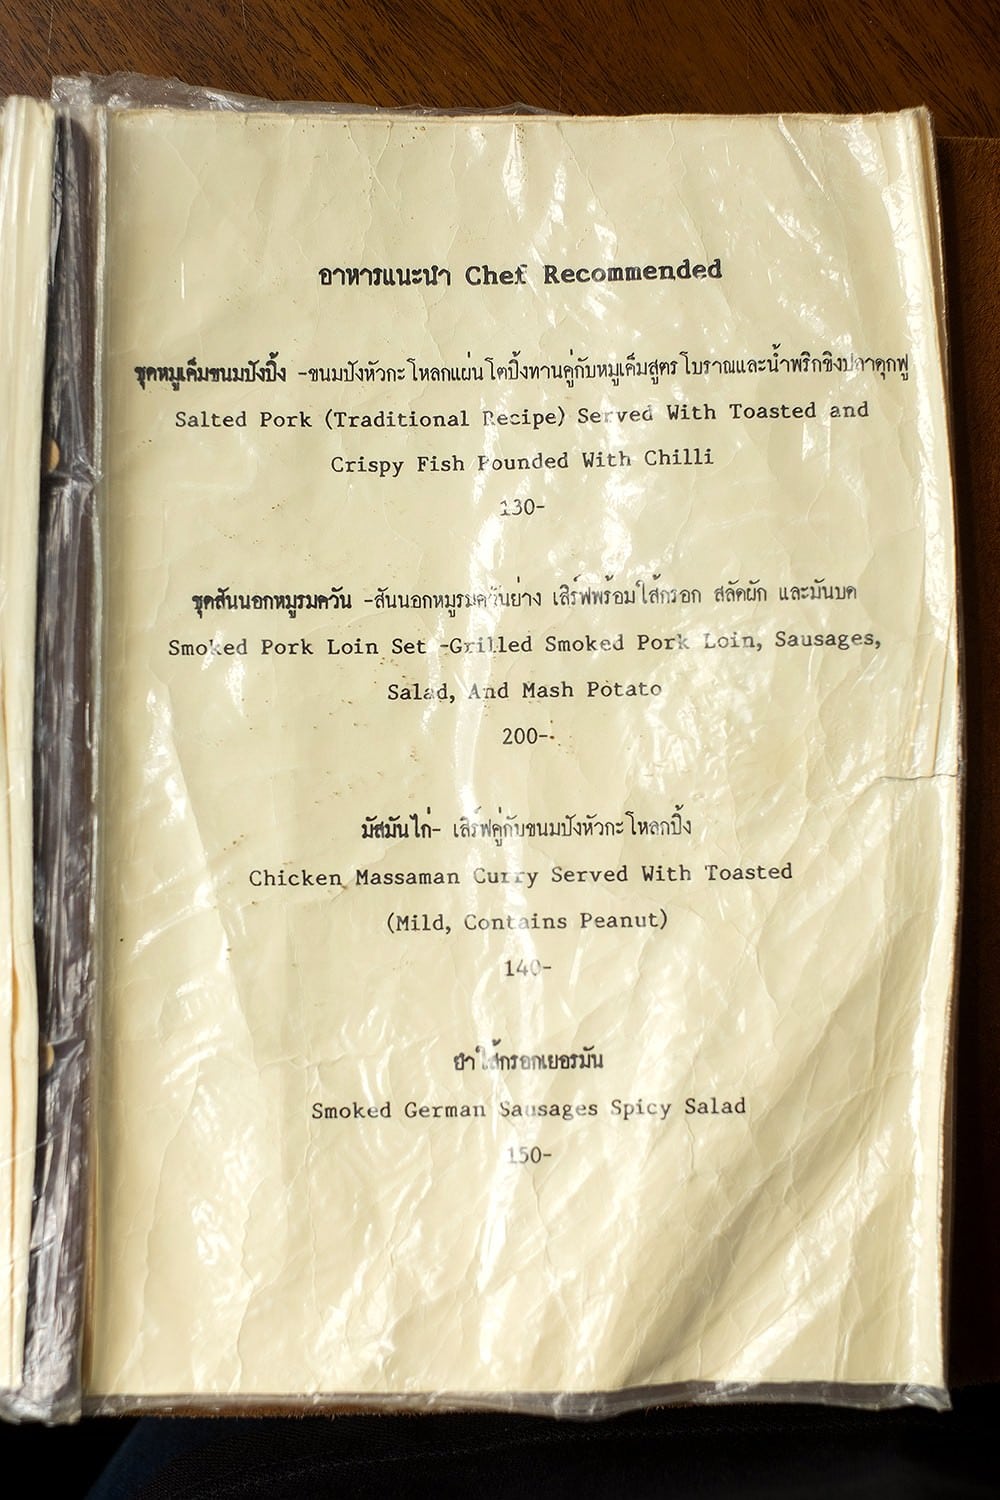 อาหารแนะนำ Chef Recommended
ชุดหมูเค็มขนมปังปิ้ง -ขนมปังหัวกะโหลกแผ่นโตปิ้งทานคู่กับหมูเค็มสูตรโบราณและน้ำพริกขิงปลาดุกฟู
Salted Pork (Traditional Recipe) Served With Toasted and
Crispy Fish Pounded With Chilli
130-
ชุดสันนอกหมูรมควัน -สันนอกหมูรมควันย่าง เสิร์ฟพร้อมไส้กรอก สลัดผัก และมันบด
Smoked Pork Loin Set -Grilled Smoked Pork Loin, Sausages,
Salad, And Mash Potato
200-
มัสมันไก่- เสิร์ฟคู่กับขนมปังหัวกะโหลกปิ้ง
Chicken Massaman Curry Served With Toasted
(Mild, Contains Peanut)
140-
ยำไส้กรอกเยอรมัน
Smoked German Sausages Spicy Salad
150-